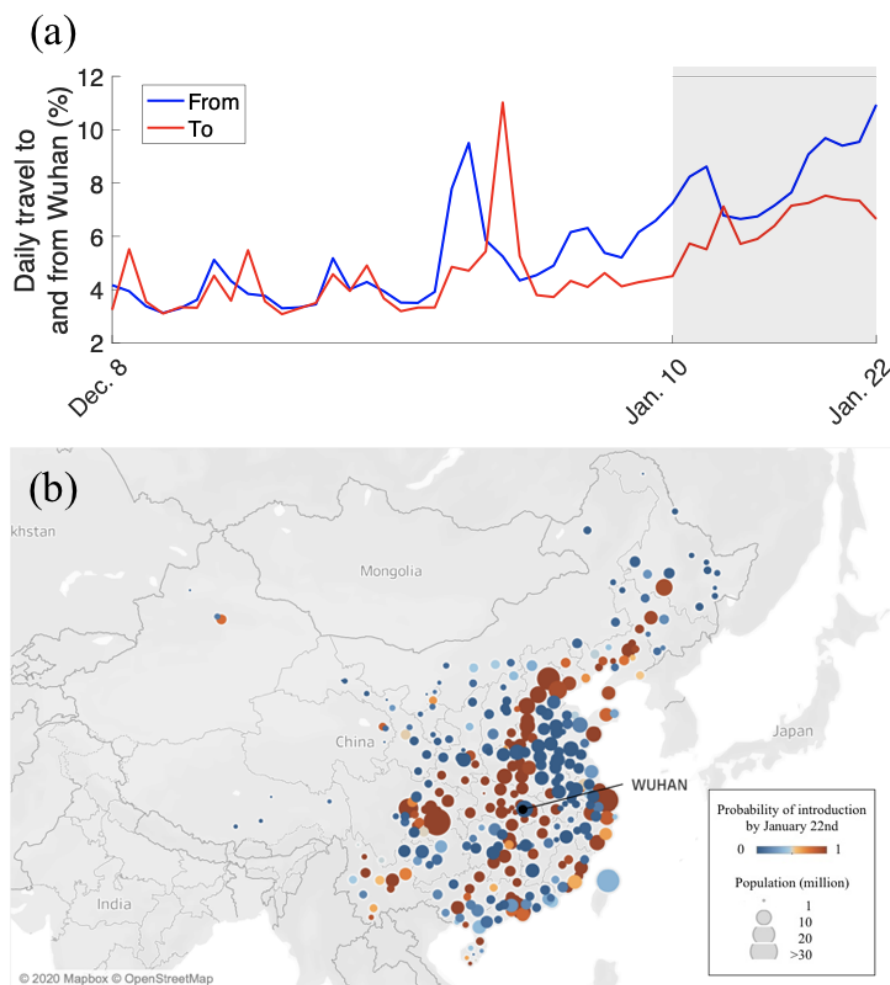 (a)
12
10
8
6
4
2
Daily travel to
and from Wuhan (%)
From
To
Dec. 8
Jan. 10
Jan. 22
(b)
khstan
Mongolia
China
Japan
India
WUHAN
Probability of introduction
by January 22nd
0 1
Population (million)
1
10
20
>30
© 2020 Mapbox © OpenStreetMap